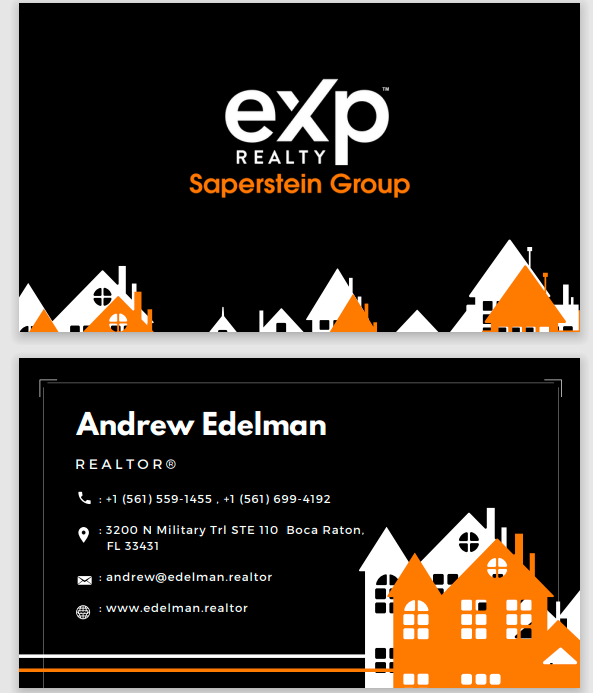 eXp™
REALTY
Saperstein Group
Andrew Edelman
REALTOR®
: +1 (561) 559-1455 , +1 (561) 699-4192
: 3200 N Military Trl STE 110  Boca Raton,
FL 33431
: andrew@edelman.realtor
: www.edelman.realtor